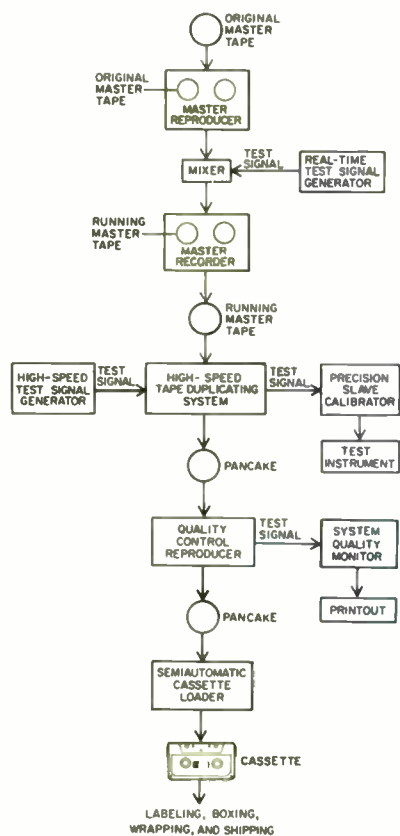 ORIGINAL
MASTER
TAPE
ORIGINAL
MASTER
TAPE
MASTER
REPRODUCER
MIXER
TEST
SIGNAL
REAL-TIME
TEST SIGNAL
GENERATOR
RUNNING
MASTER
TAPE
MASTER
RECORDER
RUNNING
MASTER
TAPE
HIGH-SPEED
TEST SIGNAL
GENERATOR
TEST
SIGNAL
HIGH-SPEED
TAPE DUPLICATING
SYSTEM
TEST
SIGNAL
PRECISION
SLAVE
CALIBRATOR
TEST
INSTRUMENT
PANCAKE
QUALITY
CONTROL
REPRODUCER
TEST
SIGNAL
SYSTEM
QUALITY
MONITOR
PRINTOUT
PANCAKE
SEMIAUTOMATIC
CASSETTE
LOADER
CASSETTE
LABELING, BOXING,
WRAPPING, AND SHIPPING